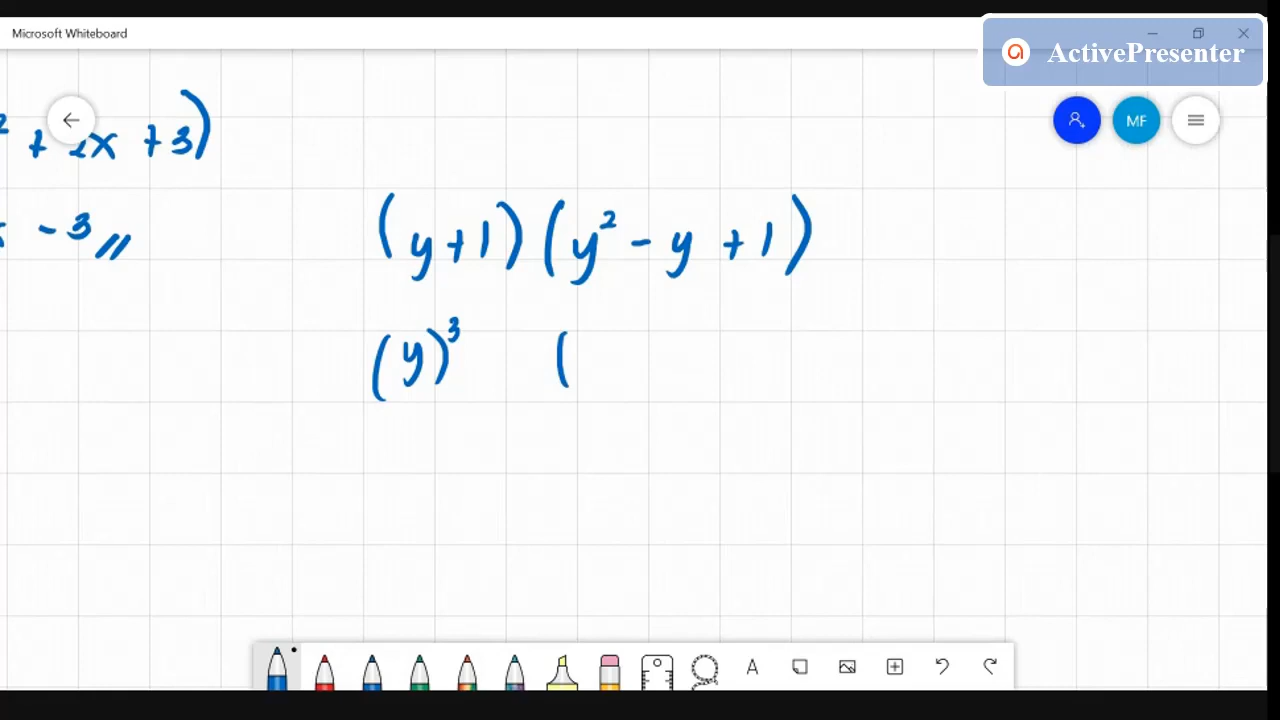 Microsoft Whiteboard
ActivePresenter
MF
+ 2x + 3)
- 3 //
(y + 1) (y² - y + 1)
(y)³ (
A